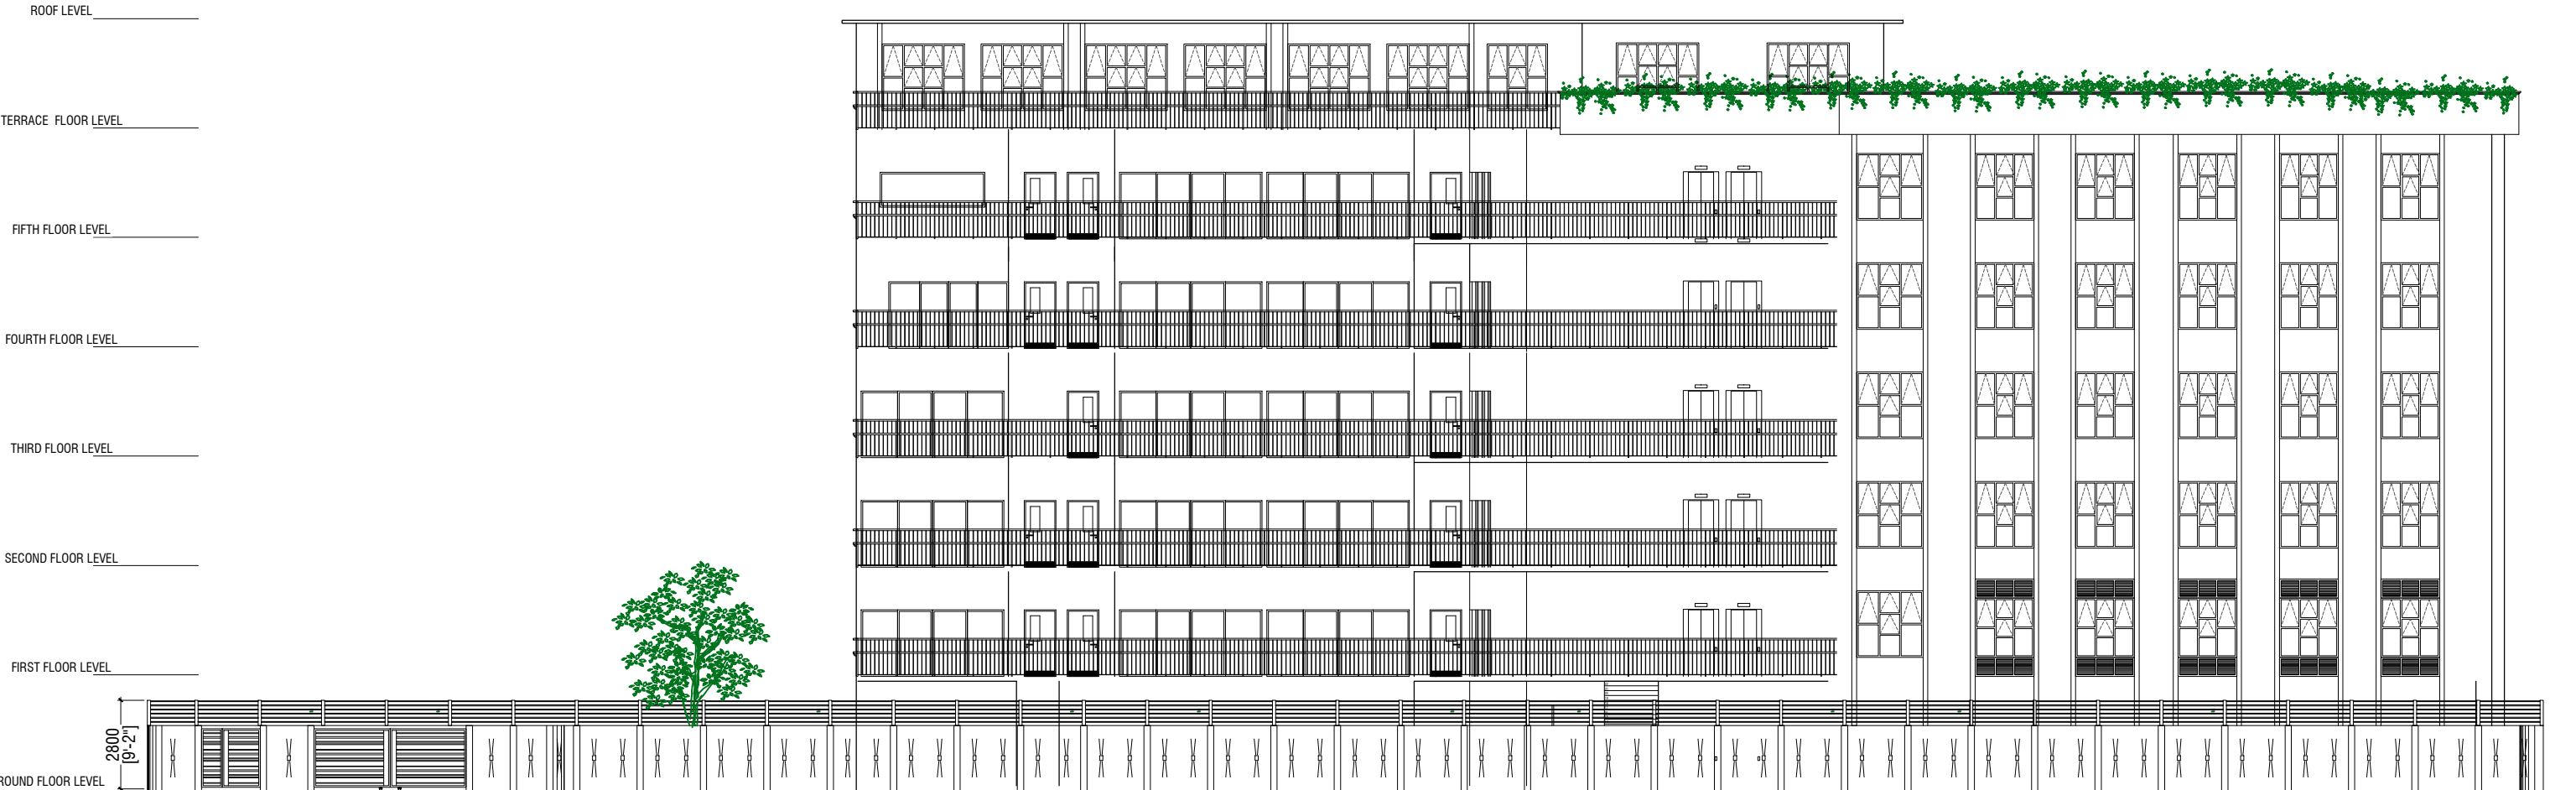 ROOF LEVEL
TERRACE FLOOR LEVEL
FIFTH FLOOR LEVEL
FOURTH FLOOR LEVEL
THIRD FLOOR LEVEL
SECOND FLOOR LEVEL
FIRST FLOOR LEVEL
2800
[9'-2"]
ROUND FLOOR LEVEL